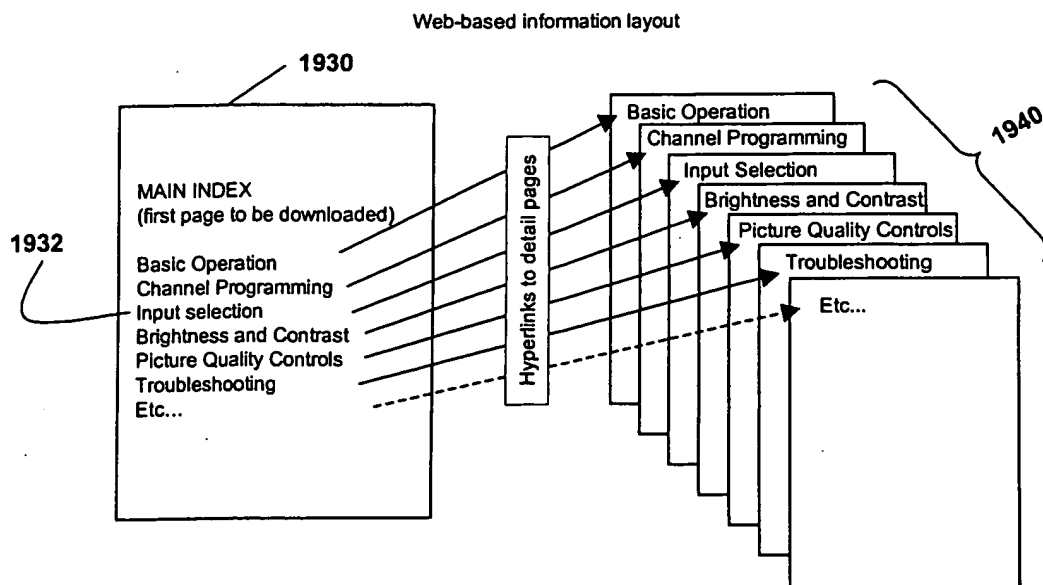 Web-based information layout
1930
MAIN INDEX
(first page to be downloaded)
1932
Basic Operation
Channel Programming
Input selection
Brightness and Contrast
Picture Quality Controls
Troubleshooting
Etc...
Hyperlinks to detail pages
Basic Operation
Channel Programming
Input Selection
Brightness and Contrast
Picture Quality Controls
Troubleshooting
Etc...
1940